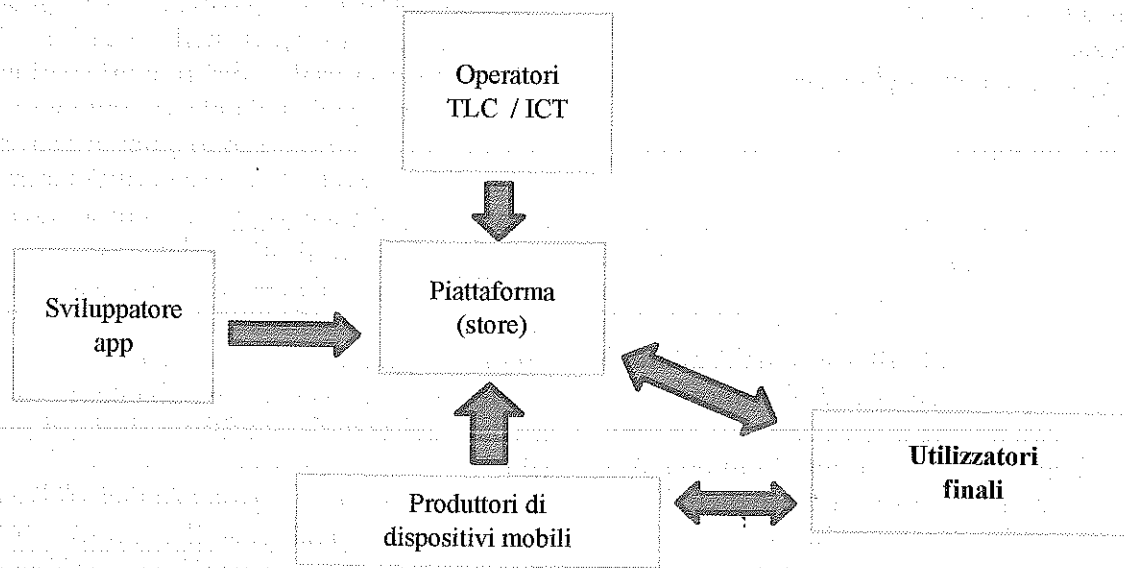 Operatori
TLC / ICT
Sviluppatore
app
Piattaforma
(store)
Utilizzatori
finali
Produttori di
dispositivi mobili